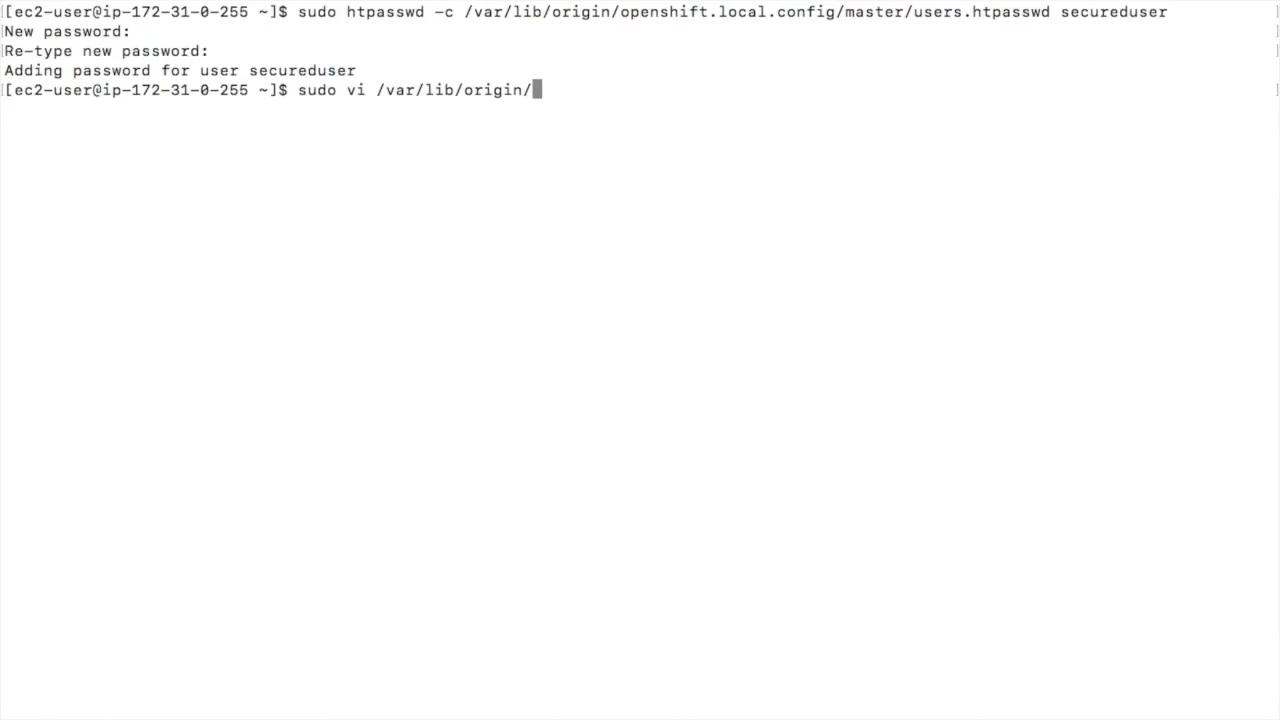 [ec2-user@ip-172-31-0-255 ~]$ sudo htpasswd -c /var/lib/origin/openshift.local.config/master/users.htpasswd secureduser
New password:
Re-type new password:
Adding password for user secureduser
[ec2-user@ip-172-31-0-255 ~]$ sudo vi /var/lib/origin/